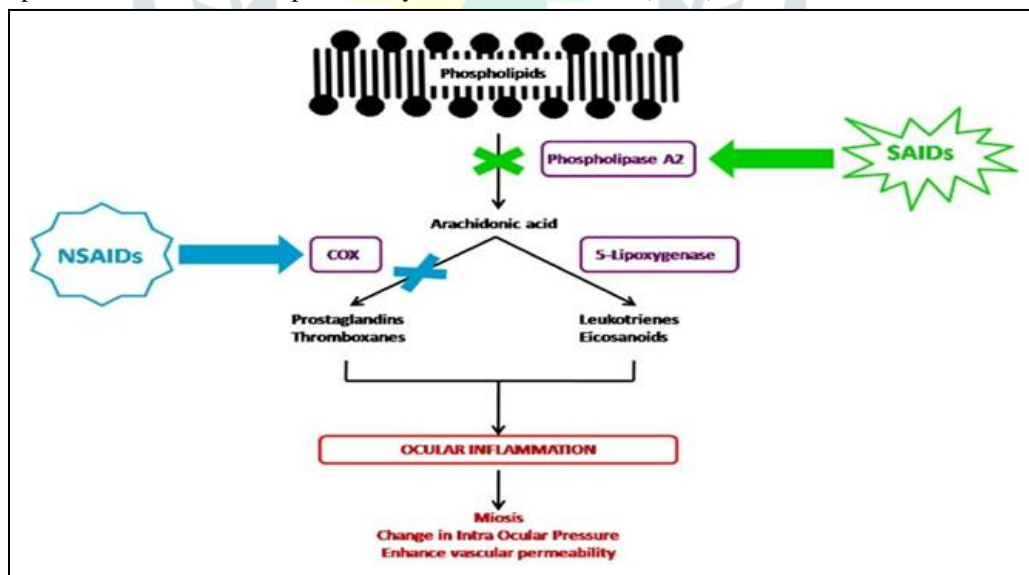 Phospholipids
Phospholipase A2
SAIDs
Arachidonic acid
NSAIDs
COX
5-Lipoxygenase
Prostaglandins
Thromboxanes
Leukotrienes
Eicosanoids
OCULAR INFLAMMATION
Miosis
Change in Intra Ocular Pressure
Enhance vascular permeability